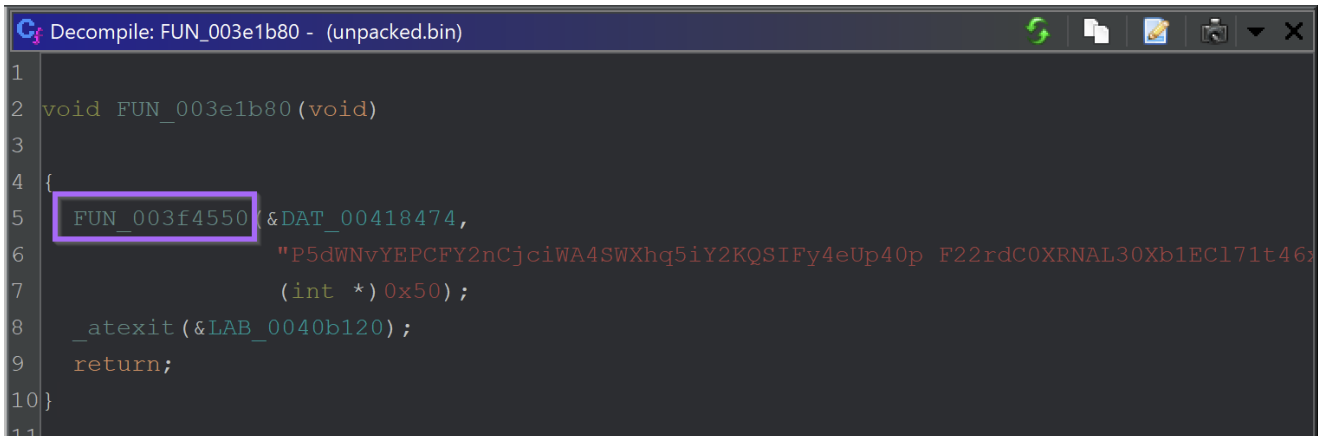 Decompile: FUN_003e1b80 - (unpacked.bin)
1
2 void FUN_003e1b80(void)
3
4 {
5 FUN_003f4550(&DAT_00418474,
6 "P5dWNvYEPCFY2nCjciWA4SWXhq5iY2KQSIFy4eUp40p F22rdC0XRNAL30Xb1ECl71t46
7 (int *)0x50);
8 _atexit(&LAB_0040b120);
9 return;
10 }
11